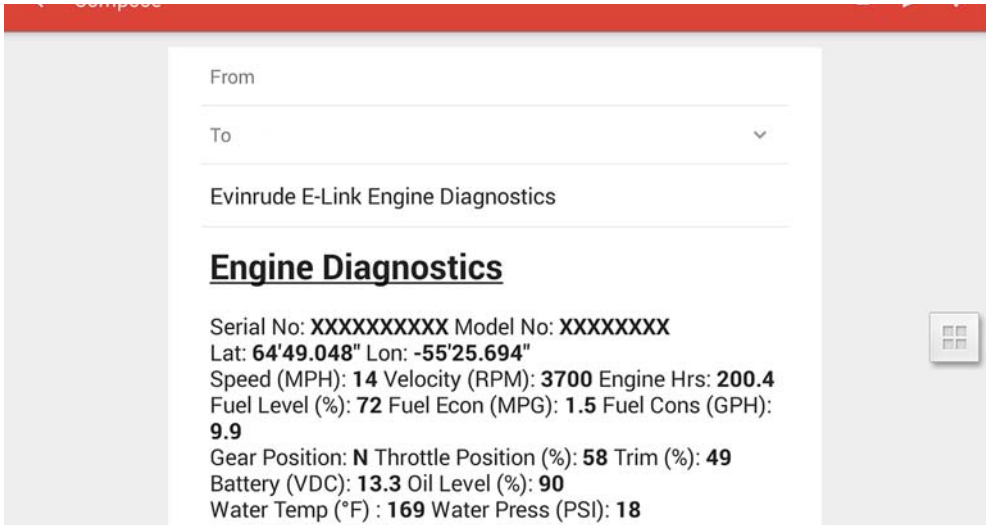 Compose
From
To
Evinrude E-Link Engine Diagnostics
Engine Diagnostics
Serial No: XXXXXXXXXX Model No: XXXXXXXX
Lat: 64'49.048" Lon: -55'25.694"
Speed (MPH): 14 Velocity (RPM): 3700 Engine Hrs: 200.4
Fuel Level (%): 72 Fuel Econ (MPG): 1.5 Fuel Cons (GPH):
9.9
Gear Position: N Throttle Position (%): 58 Trim (%): 49
Battery (VDC): 13.3 Oil Level (%): 90
Water Temp (°F) : 169 Water Press (PSI): 18